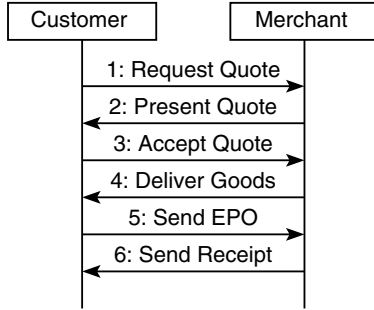 Customer
Merchant
1: Request Quote
2: Present Quote
3: Accept Quote
4: Deliver Goods
5: Send EPO
6: Send Receipt